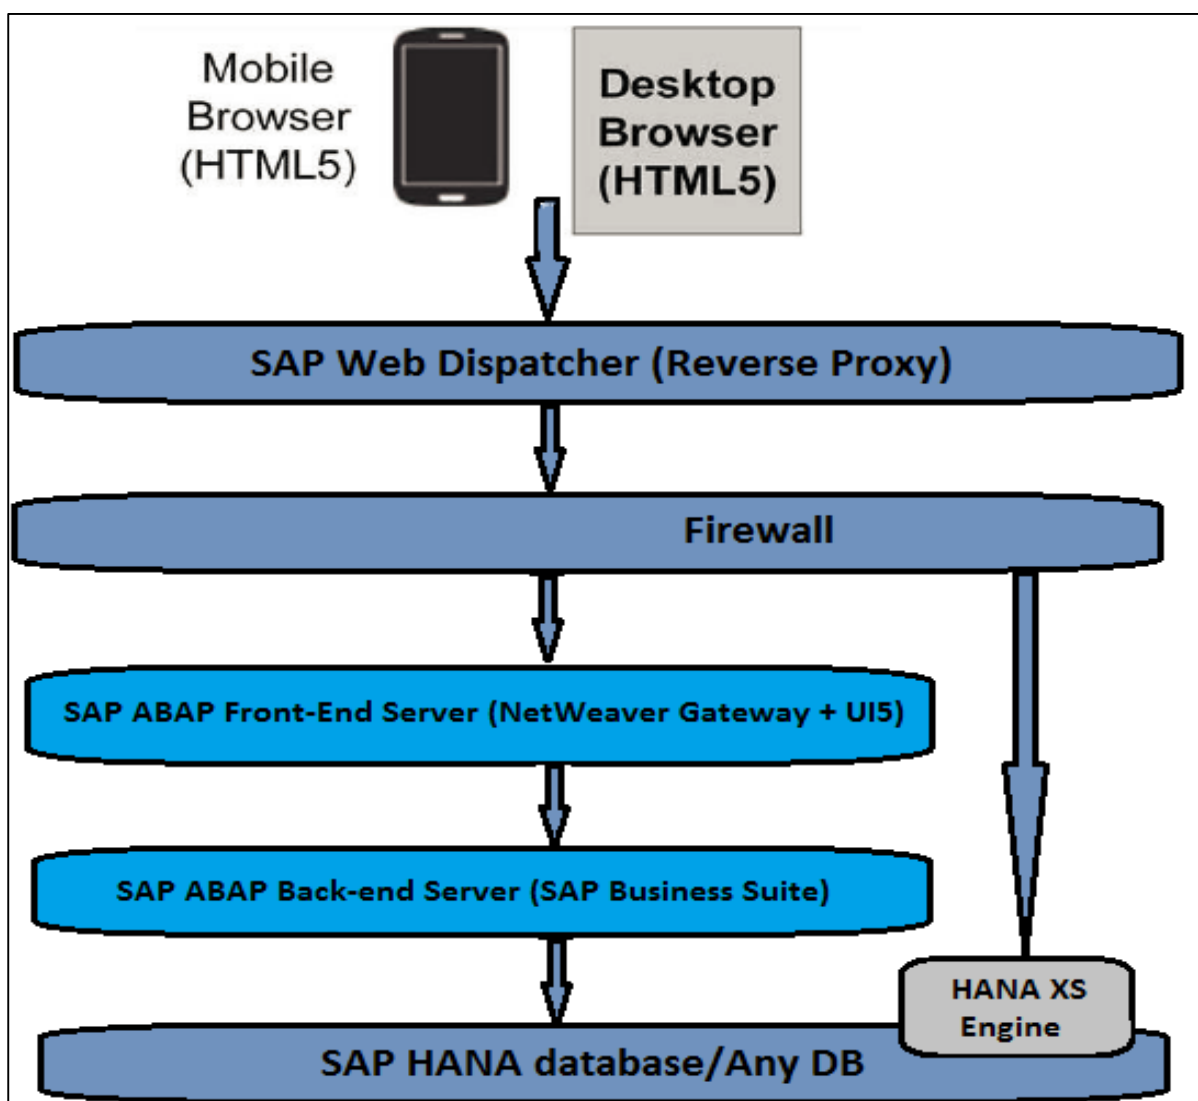 Mobile
Browser
(HTML5)
Desktop
Browser
(HTML5)
SAP Web Dispatcher (Reverse Proxy)
Firewall
SAP ABAP Front-End Server (NetWeaver Gateway + UI5)
SAP ABAP Back-end Server (SAP Business Suite)
HANA XS
Engine
SAP HANA database/Any DB